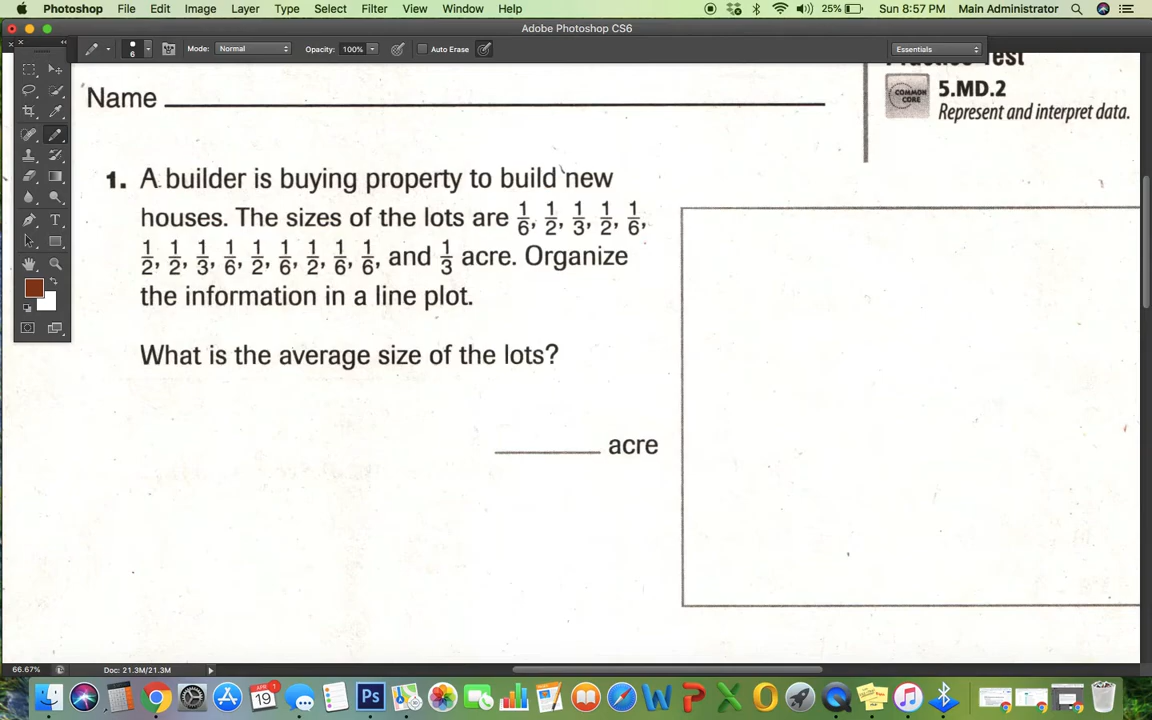 Photoshop File Edit Image Layer Type Select Filter View Window Help 25% Sun 8:57 PM Main Administrator
Adobe Photoshop CS6
6 Mode: Normal Opacity: 100% Auto Erase Essentials
Practice Test
Name
COMMON CORE
5.MD.2
Represent and interpret data.
1. A builder is buying property to build new
houses. The sizes of the lots are 1/6, 1/2, 1/3, 1/2, 1/6,
1/2, 1/2, 1/3, 1/6, 1/2, 1/6, 1/2, 1/6, 1/6, and 1/3 acre. Organize
the information in a line plot.
What is the average size of the lots?
acre
66.67% Doc: 21.3M/21.3M